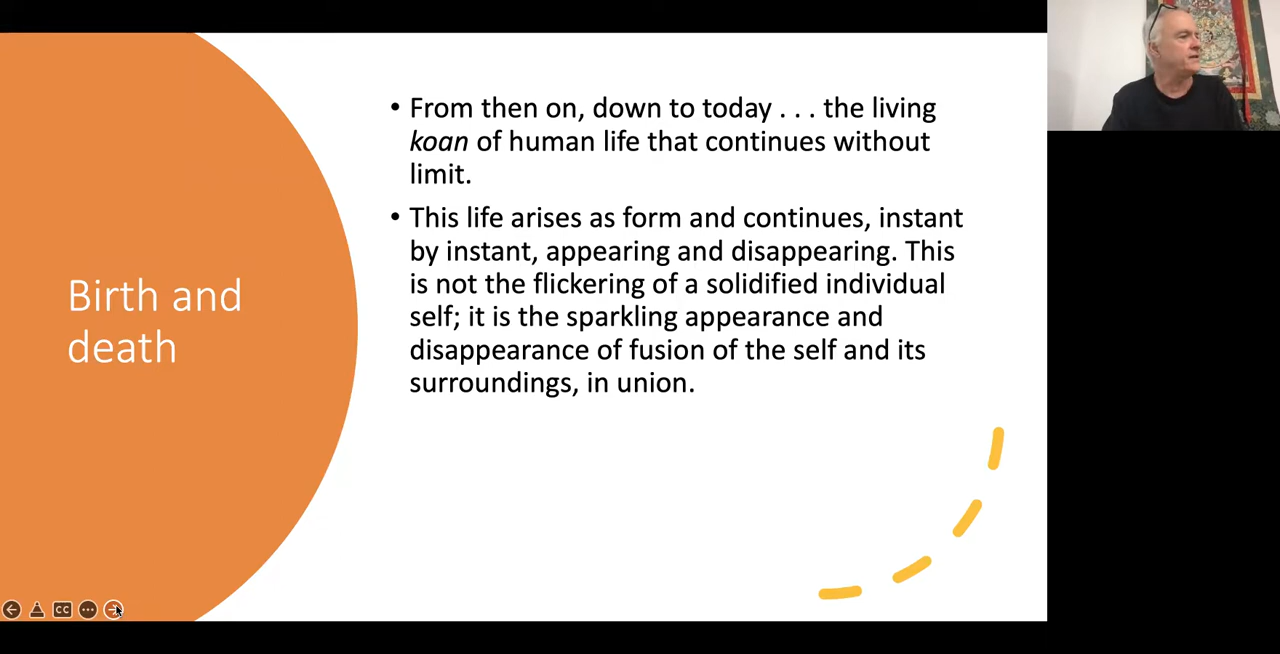 Birth and
death
• From then on, down to today . . . the living
koan of human life that continues without
limit.
• This life arises as form and continues, instant
by instant, appearing and disappearing. This
is not the flickering of a solidified individual
self; it is the sparkling appearance and
disappearance of fusion of the self and its
surroundings, in union.
CC